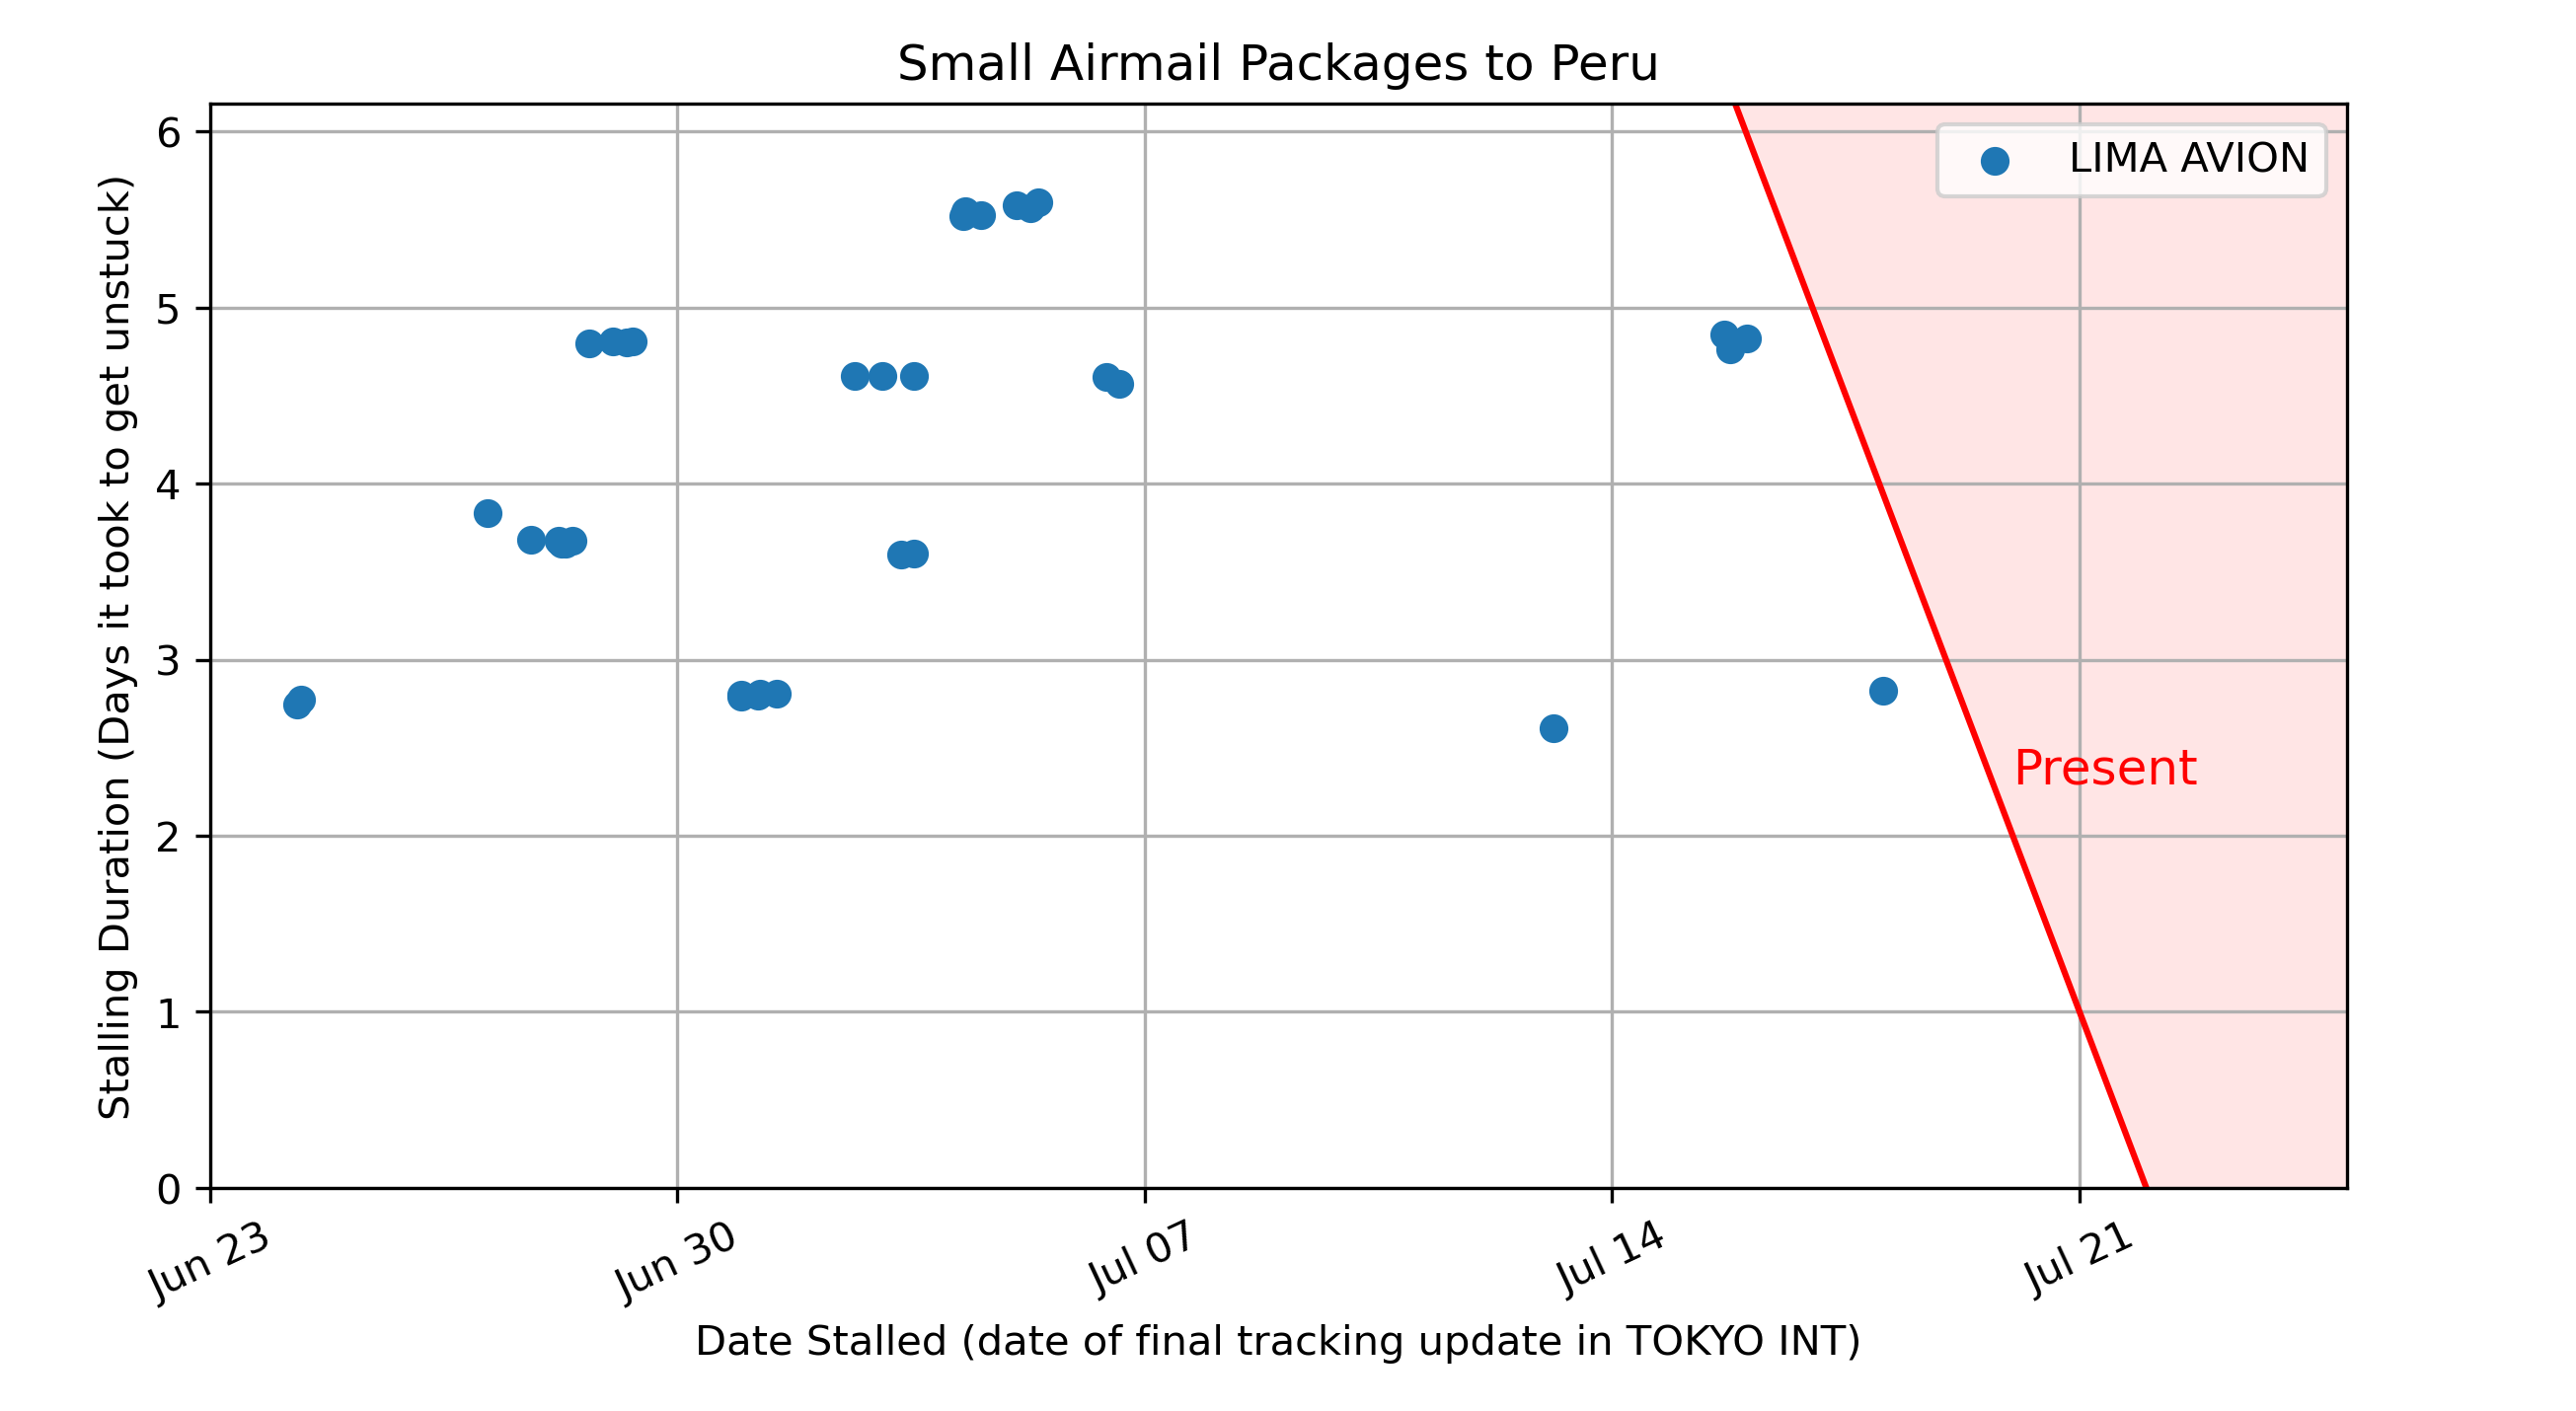 Small Airmail Packages to Peru
LIMA AVION
Stalling Duration (Days it took to get unstuck)
6
5
4
3
2
1
0
Present
Jun 23
Jun 30
Jul 07
Jul 14
Jul 21
Date Stalled (date of final tracking update in TOKYO INT)